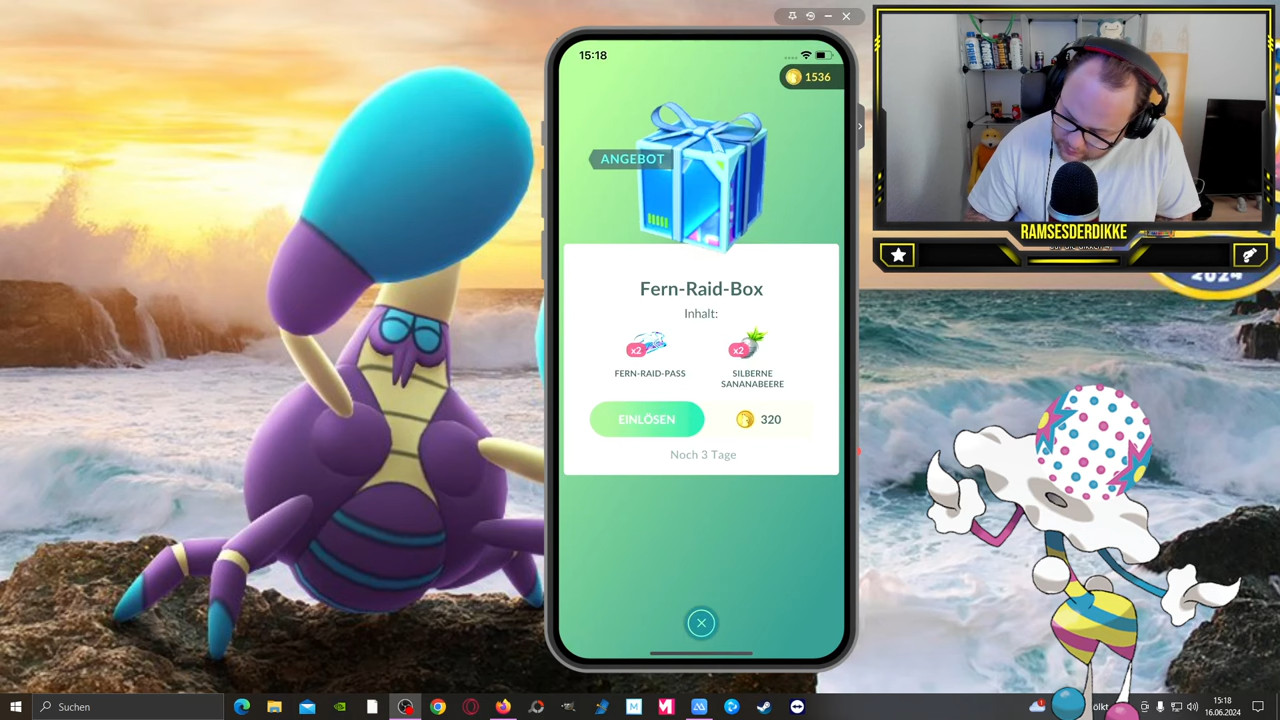 15:18
1536
ANGEBOT
Fern-Raid-Box
Inhalt:
x2
x2
FERN-RAID-PASS
SILBERNE
SANANABEERE
EINLÖSEN
320
Noch 3 Tage
RAMSESDERDIKKE
2024
Suchen
15:18
16.06.2024